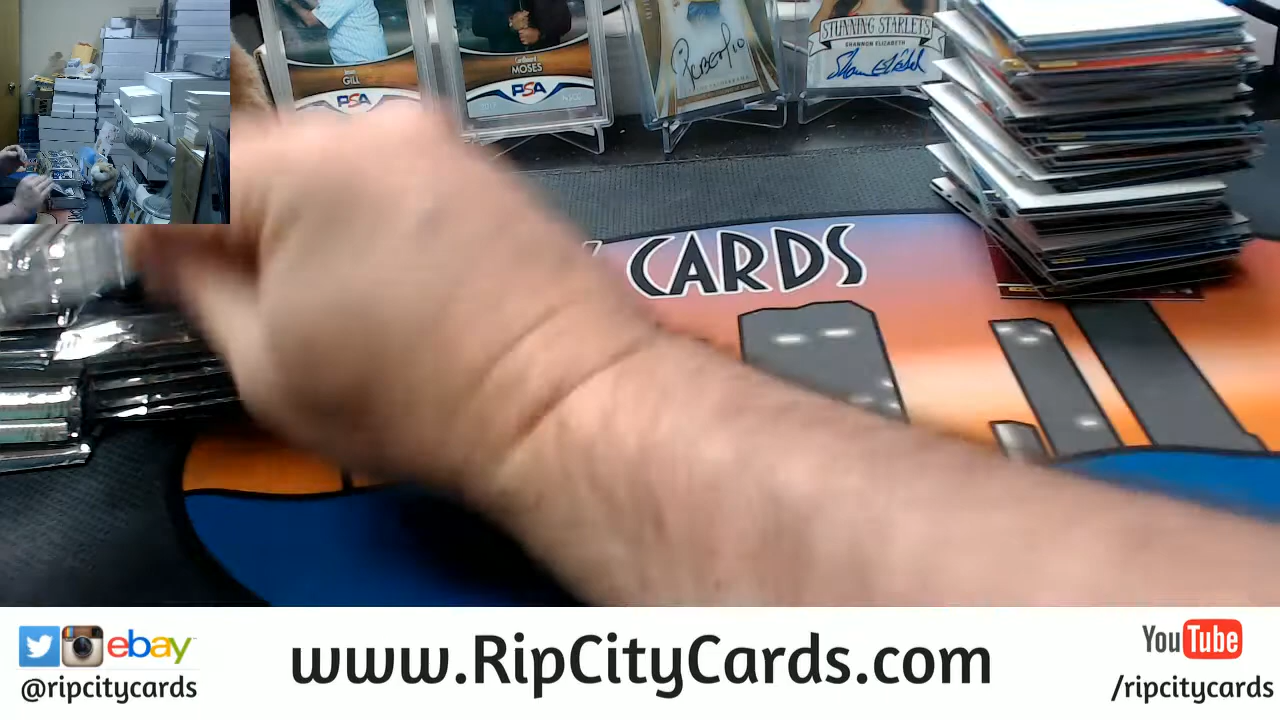 GILL
PSA
MOSES
PSA
STUNNING STARLETS
SHANNON ELIZABETH
CARDS
ebay
@ripcitycards
www.RipCityCards.com
YouTube
/ripcitycards